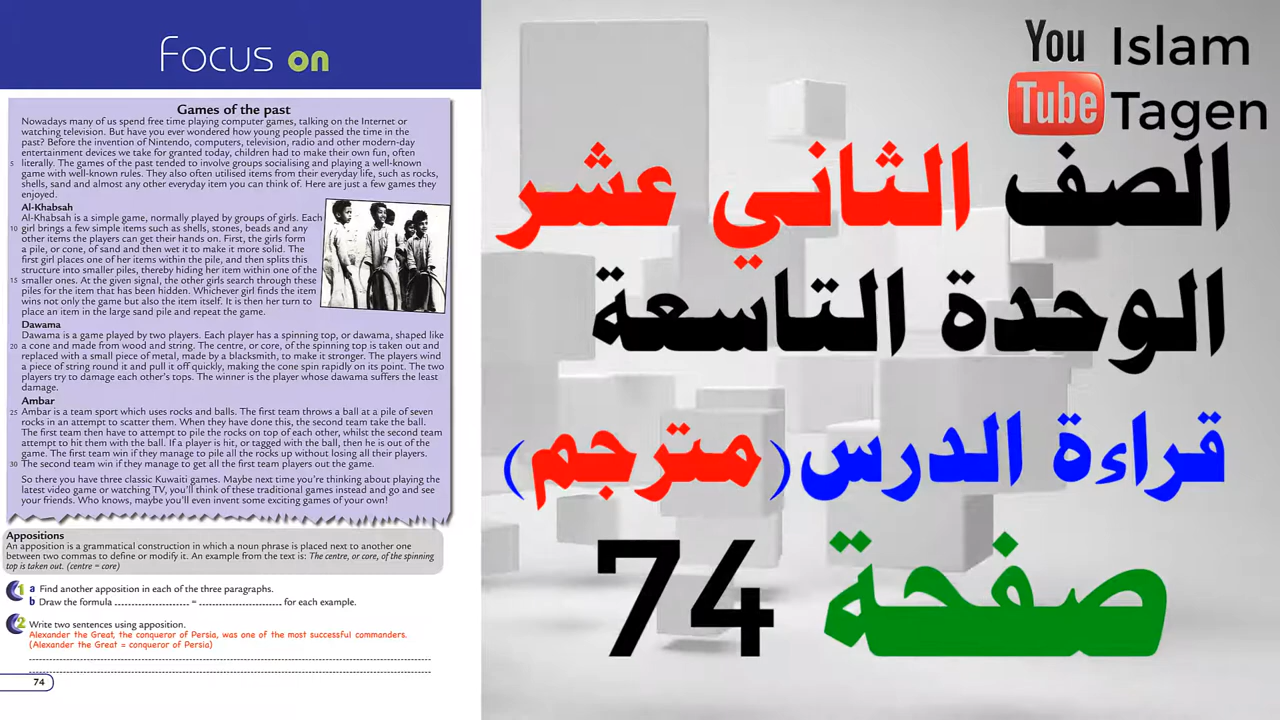 Focus on
Games of the past
Nowadays many of us spend free time playing computer games, talking on the Internet or
watching television. But have you ever wondered how young people passed the time in the
past? Before the invention of Nintendo, computers, television, radio and other modern-day
entertainment devices we take for granted today, children had to make their own fun, often
5 literally. The games of the past tended to involve groups socialising and playing a well-known
game with well-known rules. They also often utilised items from their everyday life, such as rocks,
shells, sand and almost any other everyday item you can think of. Here are just a few games they
enjoyed.
Al-Khabsah
Al-Khabsah is a simple game, normally played by groups of girls. Each
10 girl brings a few simple items such as shells, stones, beads and any
other items the players can get their hands on. First, the girls form
a pile, or core, of sand and then wet it to make it more solid. The
first girl places one of her items within the pile, and then splits this
structure into smaller piles, thereby hiding her item within one of the
15 smaller ones. At the given signal, the other girls search through these
piles for the item that has been hidden. Whichever girl finds the item
wins not only the game but also the item itself. It is then her turn to
place an item in the large sand pile and repeat the game.
Dawama
Dawama is a game played by two players. Each player has a spinning top, or dawama, shaped like
20 a cone and made from wood and string. The centre, or core, of the spinning top is taken out and
replaced with a small piece of metal, made by a blacksmith, to make it stronger. The players wind
a piece of string round it and pull it off quickly, making the cone spin rapidly on its point. The two
players try to damage each other's tops. The winner is the player whose dawama suffers the least
damage.
Ambar
25 Ambar is a team sport which uses rocks and balls. The first team throws a ball at a pile of seven
rocks in an attempt to scatter them. When they have done this, the second team take the ball.
The first team then have to attempt to pile the rocks on top of each other, whilst the second team
attempt to hit them with the ball. If a player is hit, or tagged with the ball, then he is out of the
game. The first team win if they manage to pile all the rocks up without losing all their players.
30 The second team win if they manage to get all the first team players out the game.
So there you have three classic Kuwaiti games. Maybe next time you're thinking about playing the
latest video game or watching TV, you'll think of these traditional games instead and go and see
your friends. Who knows, maybe you'll even invent some exciting games of your own!
Appositions
An apposition is a grammatical construction in which a noun phrase is placed next to another one
between two commas to define or modify it. An example from the text is: The centre, or core, of the spinning
top is taken out. (centre = core)
1 a Find another apposition in each of the three paragraphs.
b Draw the formula ---------------------- = ------------------------ for each example.
2 Write two sentences using apposition.
Alexander the Great, the conqueror of Persia, was one of the most successful commanders.
(Alexander the Great = conqueror of Persia)
74
You Tube
Islam
Tagen
الصف الثاني عشر
الوحدة التاسعة
قراءة الدرس (مترجم)
صفحة 74